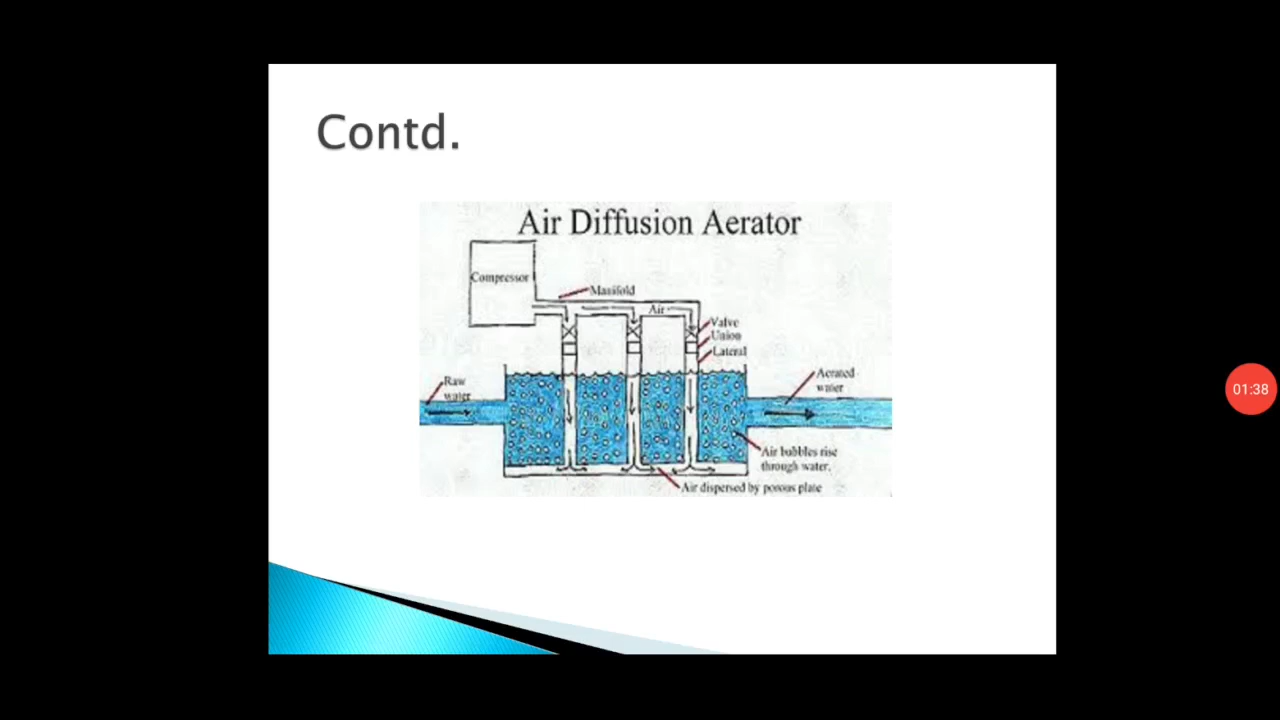 Contd.
Air Diffusion Aerator
Compressor
Manifold
Air
Valve
Union
Lateral
Raw
water
Aerated
water
Air bubbles rise
through water.
Air dispersed by porous plate
01:38